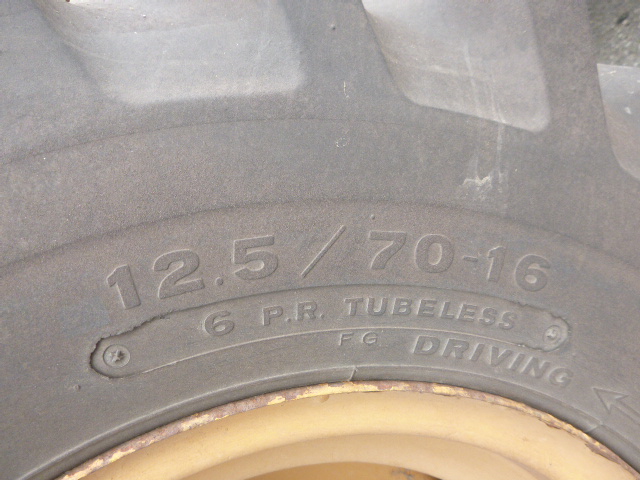 12.5/70-16
6 P.R. TUBELESS
FG DRIVING